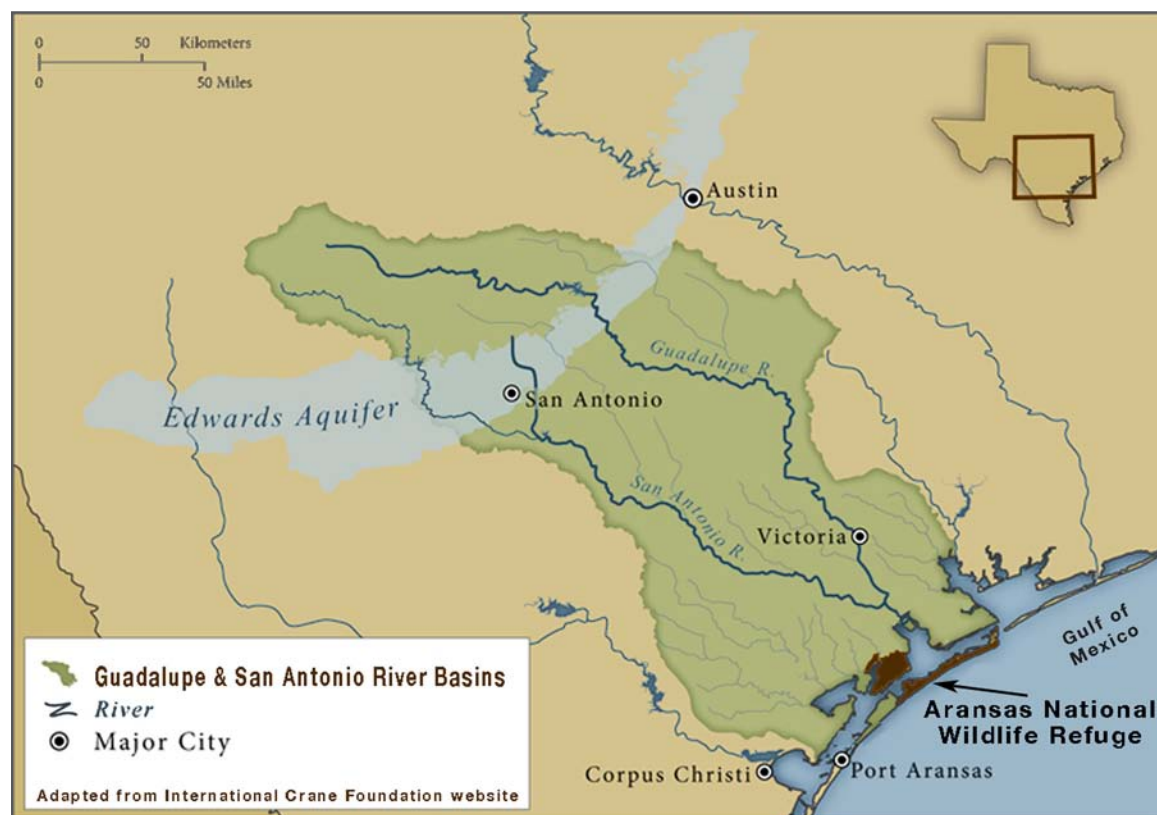 0 50 Kilometers
0 50 Miles
Austin
Guadalupe R.
Edwards Aquifer
San Antonio
San Antonio R.
Victoria
Gulf of
Mexico
Guadalupe & San Antonio River Basins
River
Major City
Adapted from International Crane Foundation website
Aransas National
Wildlife Refuge
Corpus Christi
Port Aransas